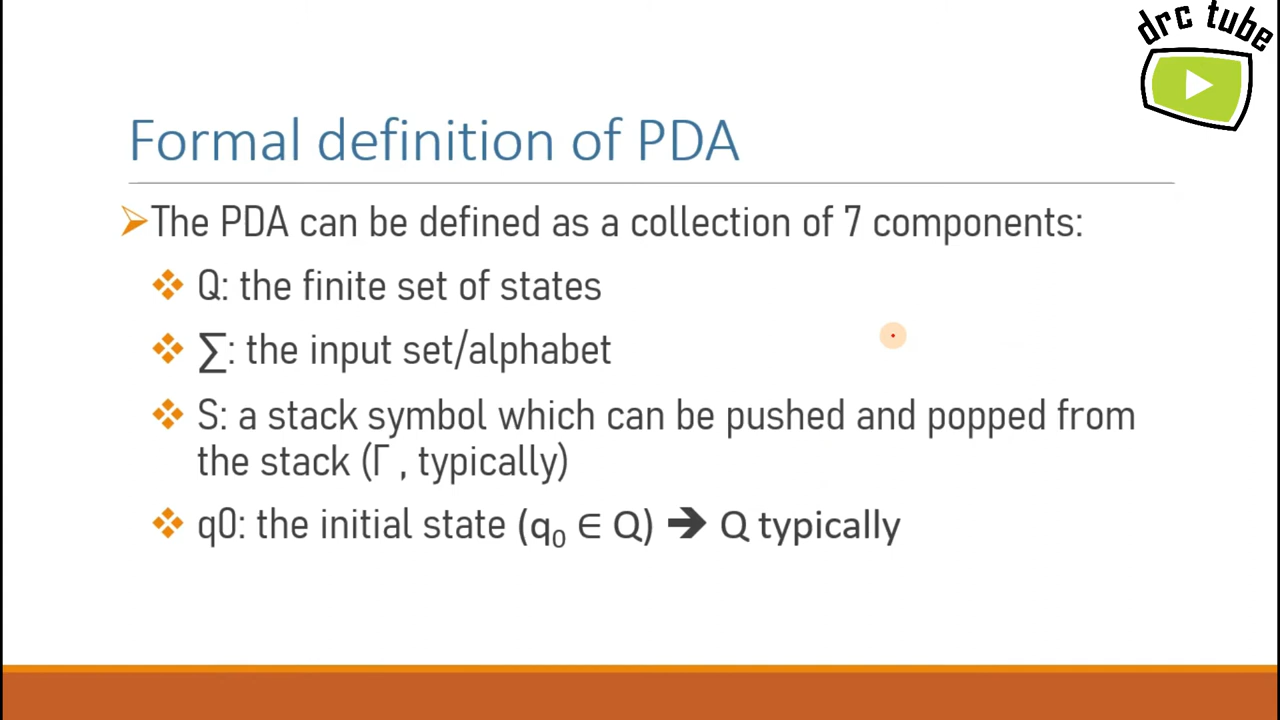 drc tube
Formal definition of PDA
➢The PDA can be defined as a collection of 7 components:
❖ Q: the finite set of states
❖ ∑: the input set/alphabet
❖ S: a stack symbol which can be pushed and popped from
the stack (Γ , typically)
❖ q0: the initial state (q₀ ∈ Q) ➔ Q typically